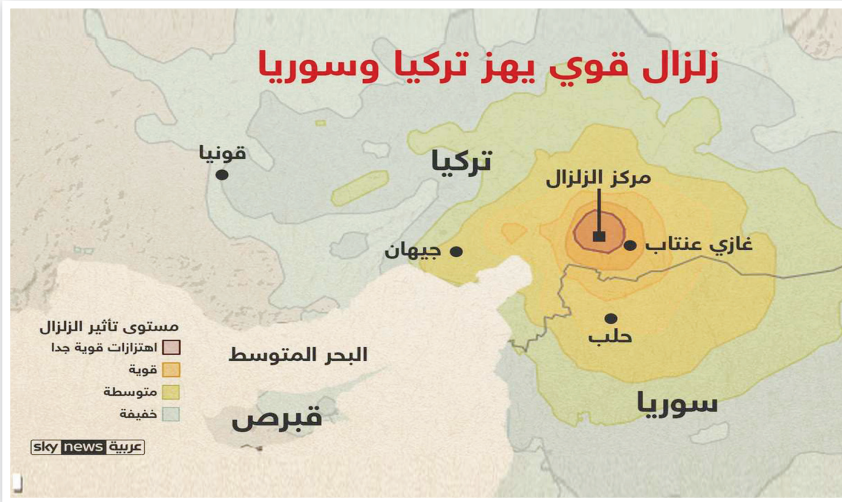 زلزال قوي يهز تركيا وسوريا
قونيا
تركيا
مركز الزلزال
غازي عنتاب
جيهان
حلب
البحر المتوسط
سوريا
قبرص
مستوى تأثير الزلزال
اهتزازات قوية جدا
قوية
متوسطة
خفيفة
sky news عربية